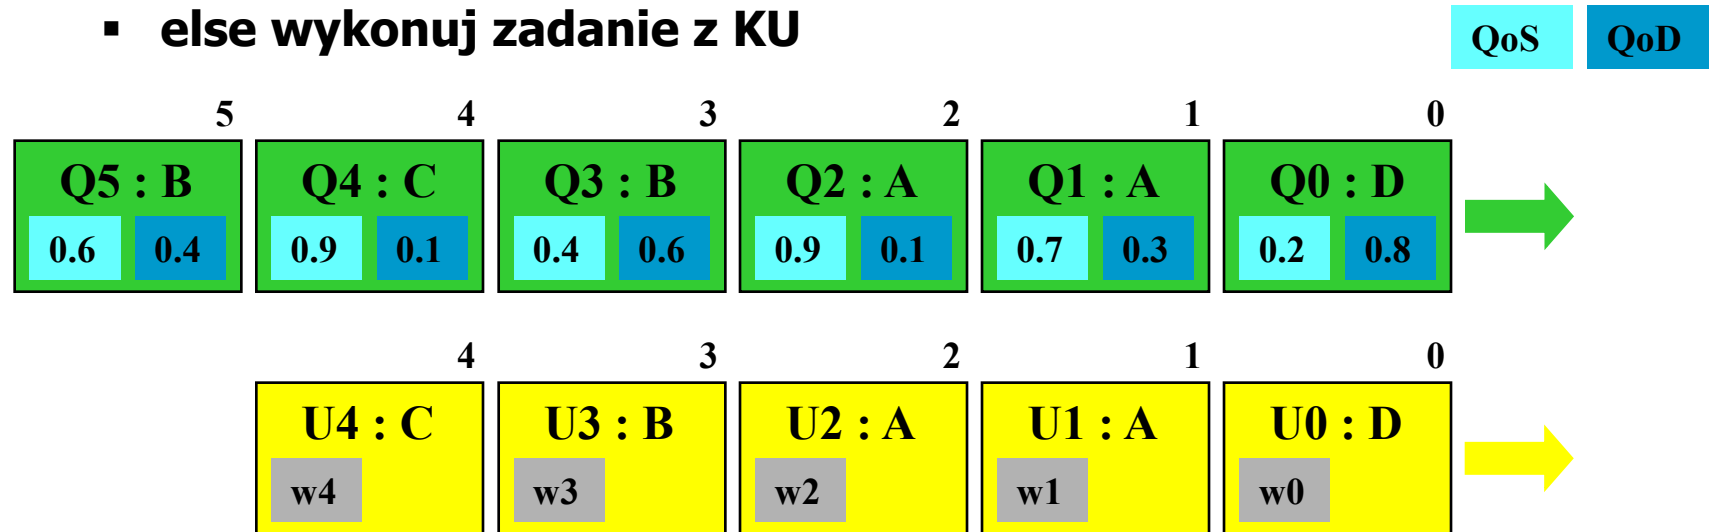 ▪ else wykonuj zadanie z KU
QoS QoD
5 4 3 2 1 0
Q5 : B Q4 : C Q3 : B Q2 : A Q1 : A Q0 : D
0.6 0.4 0.9 0.1 0.4 0.6 0.9 0.1 0.7 0.3 0.2 0.8
4 3 2 1 0
U4 : C U3 : B U2 : A U1 : A U0 : D
w4 w3 w2 w1 w0